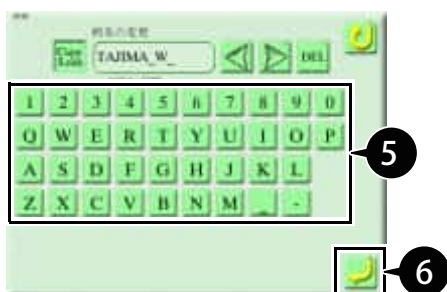 Caps Lock TAJIMA_W_ DEL
1 2 3 4 5 6 7 8 9 0
Q W E R T Y U I O P
A S D F G H J K L
Z X C V B N M _ -
5
6